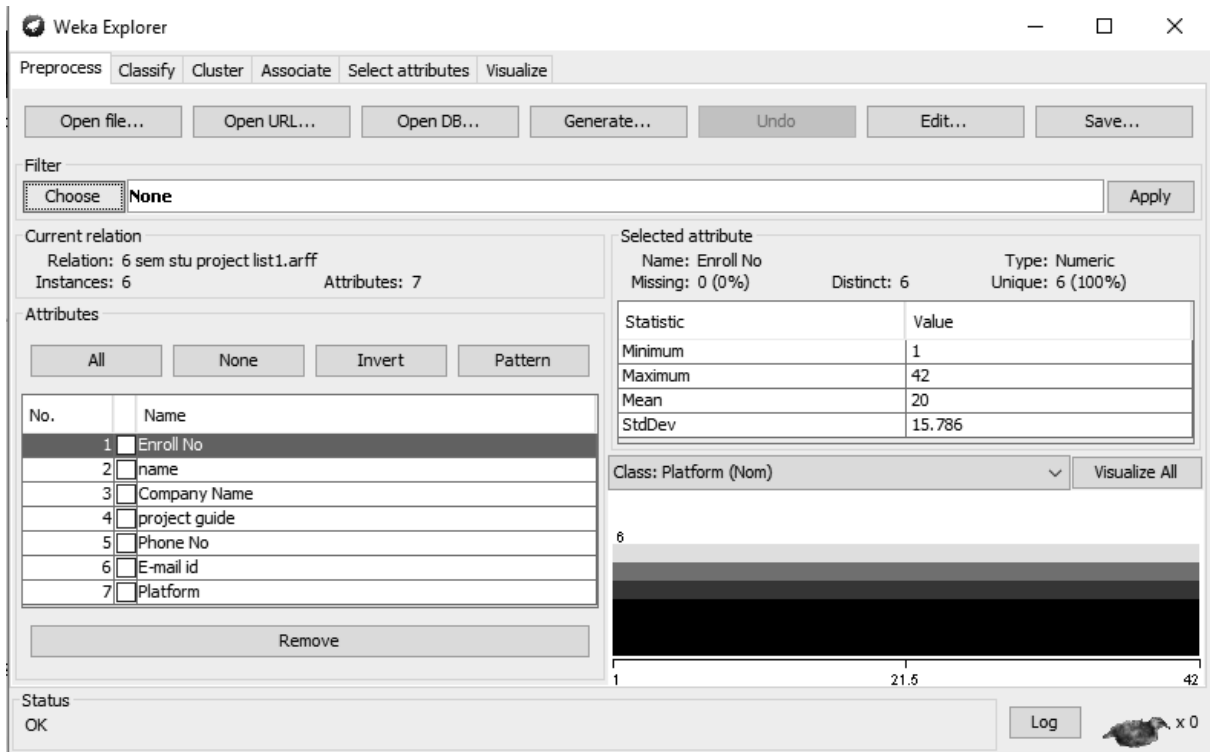 Weka Explorer
Preprocess Classify Cluster Associate Select attributes Visualize
Open file... Open URL... Open DB... Generate... Undo Edit... Save...
Filter
Choose None Apply
Current relation
Relation: 6 sem stu project list1.arff
Instances: 6 Attributes: 7
Attributes
All None Invert Pattern
No. Name
1 Enroll No
2 name
3 Company Name
4 project guide
5 Phone No
6 E-mail id
7 Platform
Remove
Selected attribute
Name: Enroll No Type: Numeric
Missing: 0 (0%) Distinct: 6 Unique: 6 (100%)
Statistic Value
Minimum 1
Maximum 42
Mean 20
StdDev 15.786
Class: Platform (Nom) Visualize All
6
1 21.5 42
Status
OK
Log x 0